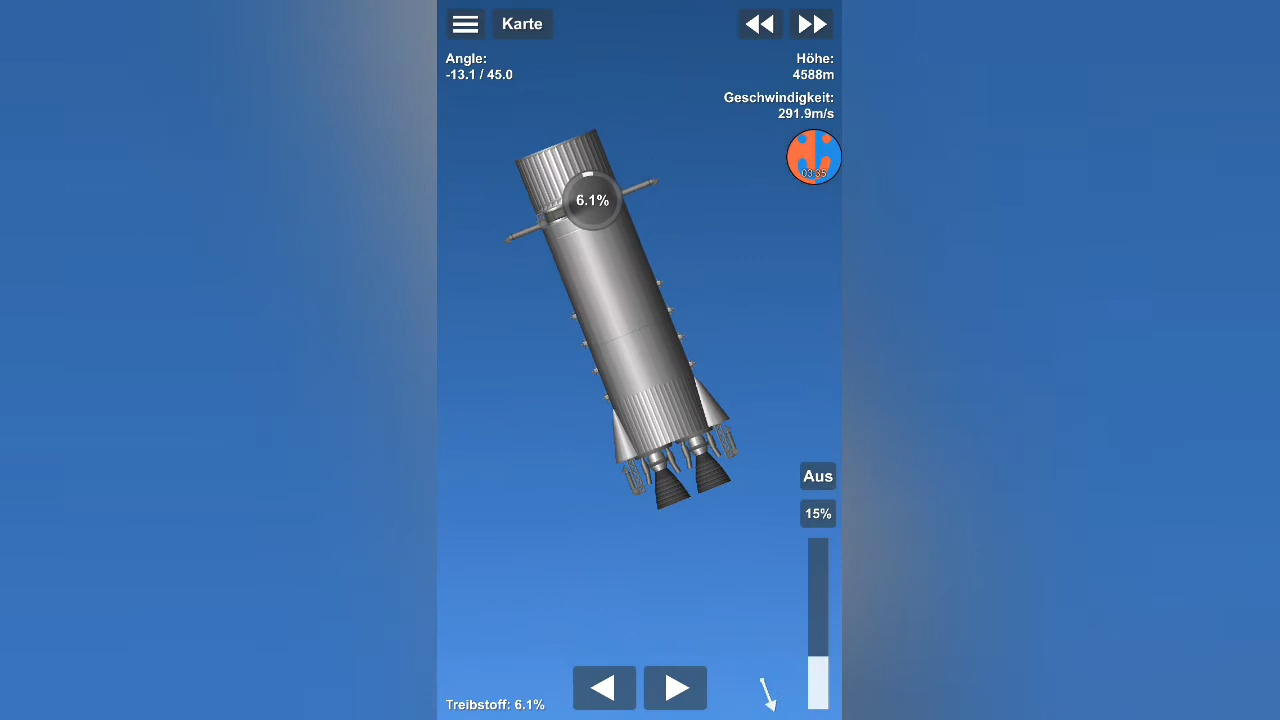 Karte
Angle:
-13.1 / 45.0
Höhe:
4588m
Geschwindigkeit:
291.9m/s
03:35
6.1%
Aus
15%
Treibstoff: 6.1%